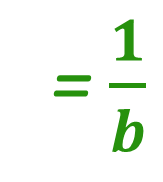 = 1/b